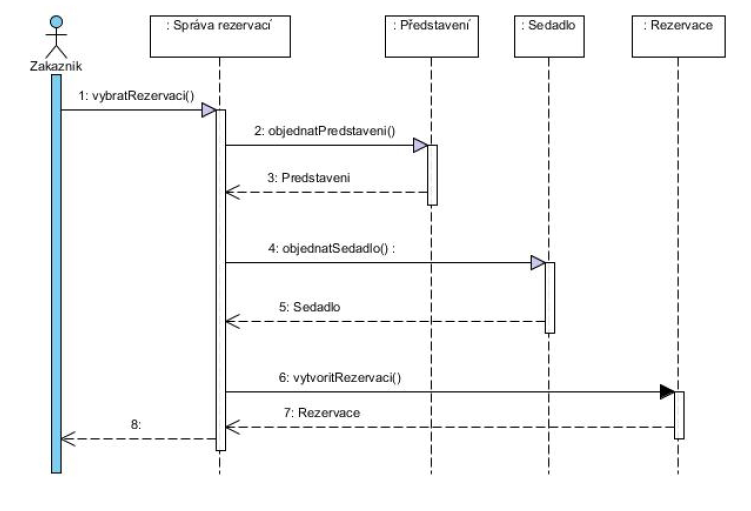 : Správa rezervací
: Představení
: Sedadlo
: Rezervace
Zakaznik
1: vybratRezervaci()
2: objednatPredstaveni()
3: Predstaveni
4: objednatSedadlo() :
5: Sedadlo
6: vytvoritRezervaci()
7: Rezervace
8: